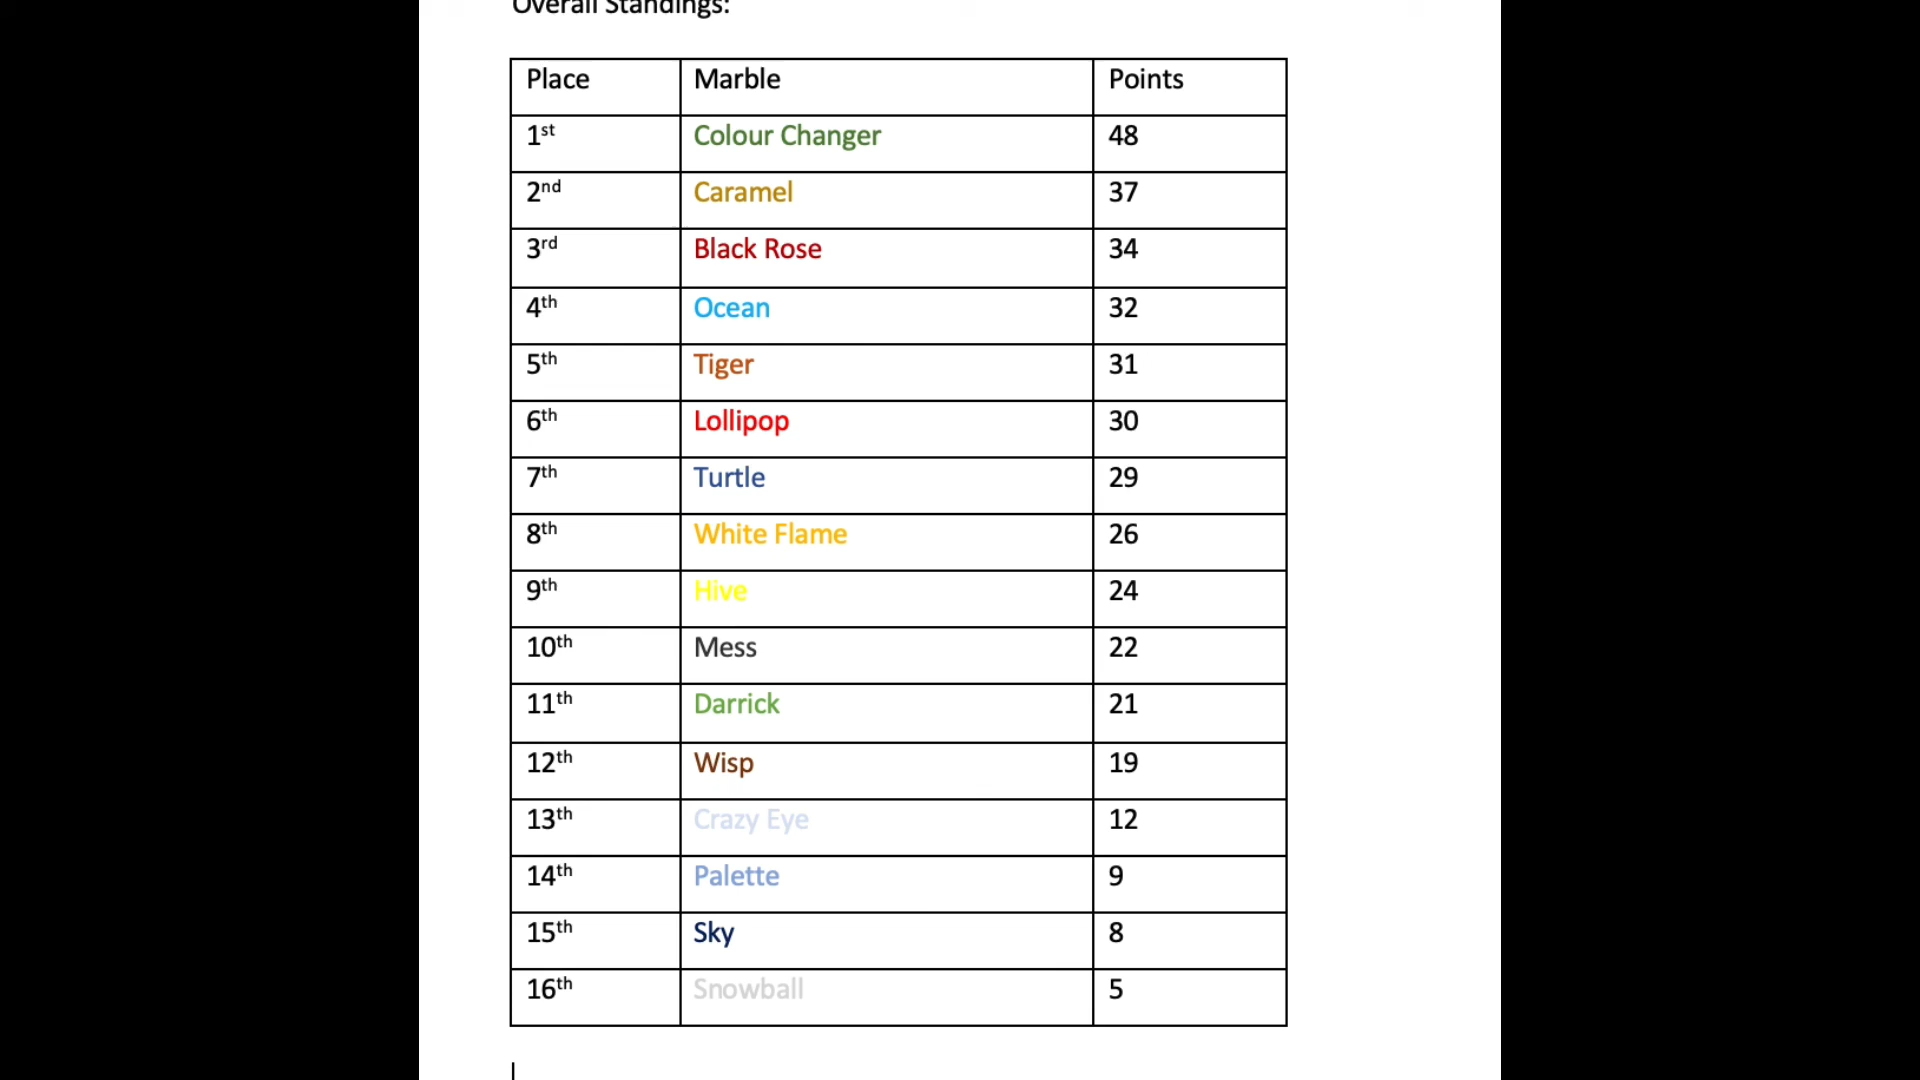 Overall Standings:
Place Marble Points
1st Colour Changer 48
2nd Caramel 37
3rd Black Rose 34
4th Ocean 32
5th Tiger 31
6th Lollipop 30
7th Turtle 29
8th White Flame 26
9th Hive 24
10th Mess 22
11th Darrick 21
12th Wisp 19
13th Crazy Eye 12
14th Palette 9
15th Sky 8
16th Snowball 5